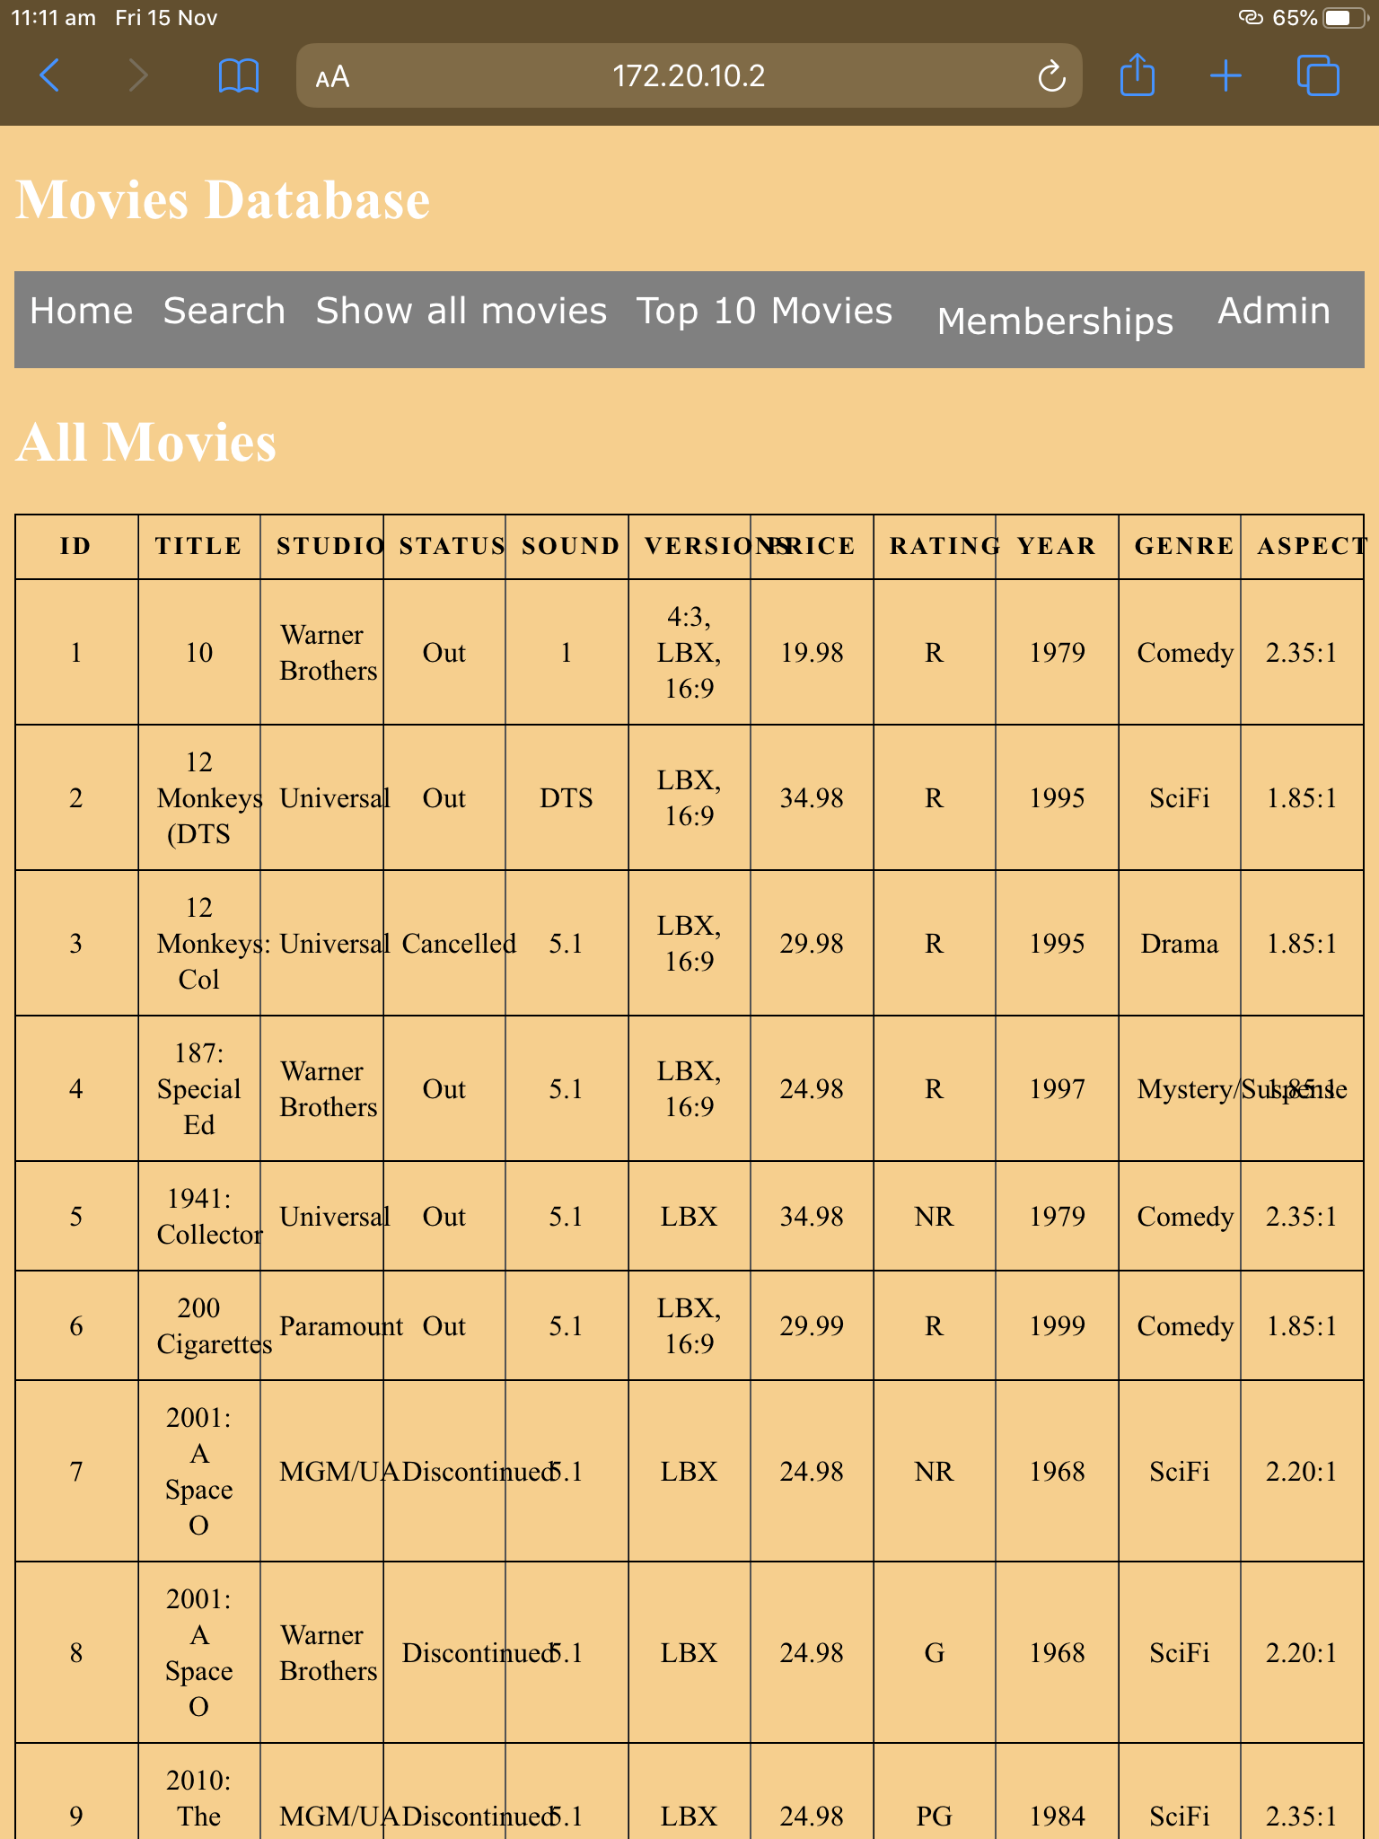 11:11 am Fri 15 Nov 65%
AA 172.20.10.2
Movies Database
Home Search Show all movies Top 10 Movies Memberships Admin
All Movies
ID TITLE STUDIO STATUS SOUND VERSIONS PRICE RATING YEAR GENRE ASPECT
1 10 Warner Brothers Out 1 4:3, LBX, 16:9 19.98 R 1979 Comedy 2.35:1
2 12 Monkeys (DTS Universal Out DTS LBX, 16:9 34.98 R 1995 SciFi 1.85:1
3 12 Monkeys: Col Universal Cancelled 5.1 LBX, 16:9 29.98 R 1995 Drama 1.85:1
4 187: Special Ed Warner Brothers Out 5.1 LBX, 16:9 24.98 R 1997 Mystery/Suspense 1.85:1
5 1941: Collector Universal Out 5.1 LBX 34.98 NR 1979 Comedy 2.35:1
6 200 Cigarettes Paramount Out 5.1 LBX, 16:9 29.99 R 1999 Comedy 1.85:1
7 2001: A Space O MGM/UA Discontinued 5.1 LBX 24.98 NR 1968 SciFi 2.20:1
8 2001: A Space O Warner Brothers Discontinued 5.1 LBX 24.98 G 1968 SciFi 2.20:1
9 2010: The MGM/UA Discontinued 5.1 LBX 24.98 PG 1984 SciFi 2.35:1